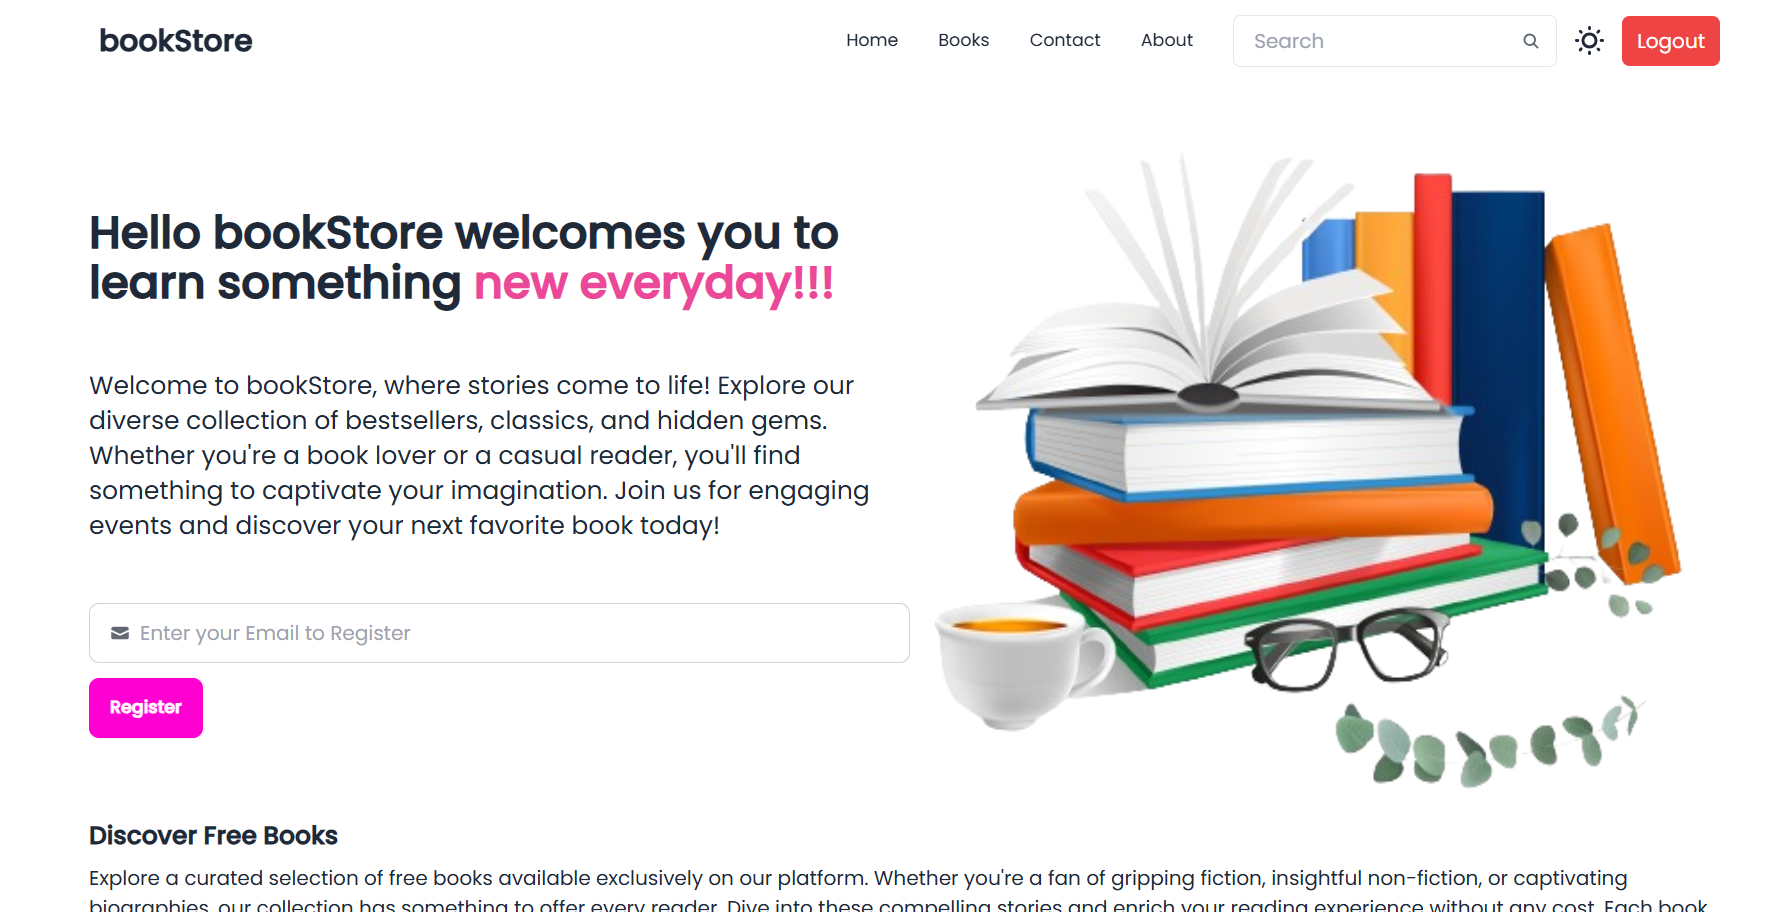 bookStore
Home
Books
Contact
About
Search
Logout
Hello bookStore welcomes you to
learn something new everyday!!!
Welcome to bookStore, where stories come to life! Explore our
diverse collection of bestsellers, classics, and hidden gems.
Whether you're a book lover or a casual reader, you'll find
something to captivate your imagination. Join us for engaging
events and discover your next favorite book today!
Enter your Email to Register
Register
Discover Free Books
Explore a curated selection of free books available exclusively on our platform. Whether you're a fan of gripping fiction, insightful non-fiction, or captivating
biographies, our collection has something to offer every reader. Dive into these compelling stories and enrich your reading experience without any cost. Each book